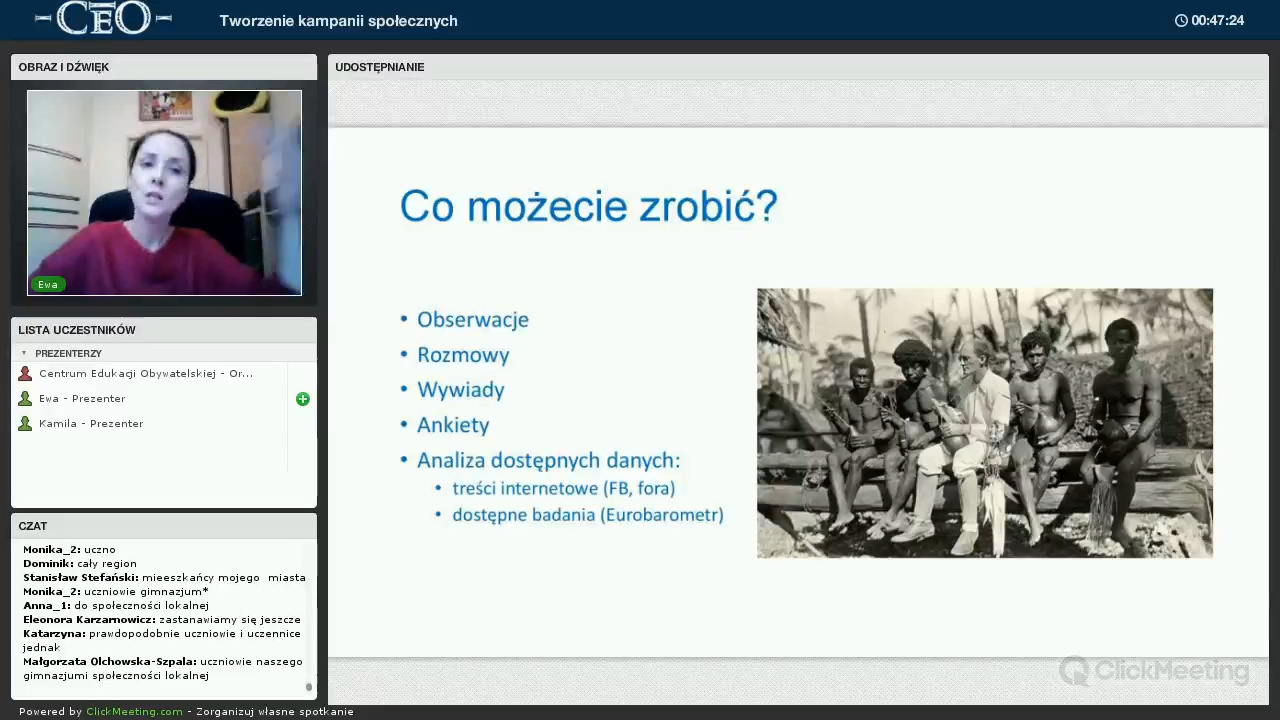 CEO
Tworzenie kampanii społecznych
00:47:24
OBRAZ I DŹWIĘK
Ewa
LISTA UCZESTNIKÓW
PREZENTERZY
Centrum Edukacji Obywatelskiej - Or...
Ewa - Prezenter
Kamila - Prezenter
CZAT
Monika_2: uczno
Dominik: cały region
Stanisław Stefański: mieeszkańcy mojego miasta
Monika_2: uczniowie gimnazjum*
Anna_1: do społeczności lokalnej
Eleonora Karzarnowicz: zastanawiamy się jeszcze
Katarzyna: prawdopodobnie uczniowie i uczennice
jednak
Małgorzata Olchowska-Szpala: uczniowie naszego
gimnazjumi społeczności lokalnej
UDOSTĘPNIANIE
Co możecie zrobić?
• Obserwacje
• Rozmowy
• Wywiady
• Ankiety
• Analiza dostępnych danych:
• treści internetowe (FB, fora)
• dostępne badania (Eurobarometr)
ClickMeeting
Powered by ClickMeeting.com - Zorganizuj własne spotkanie